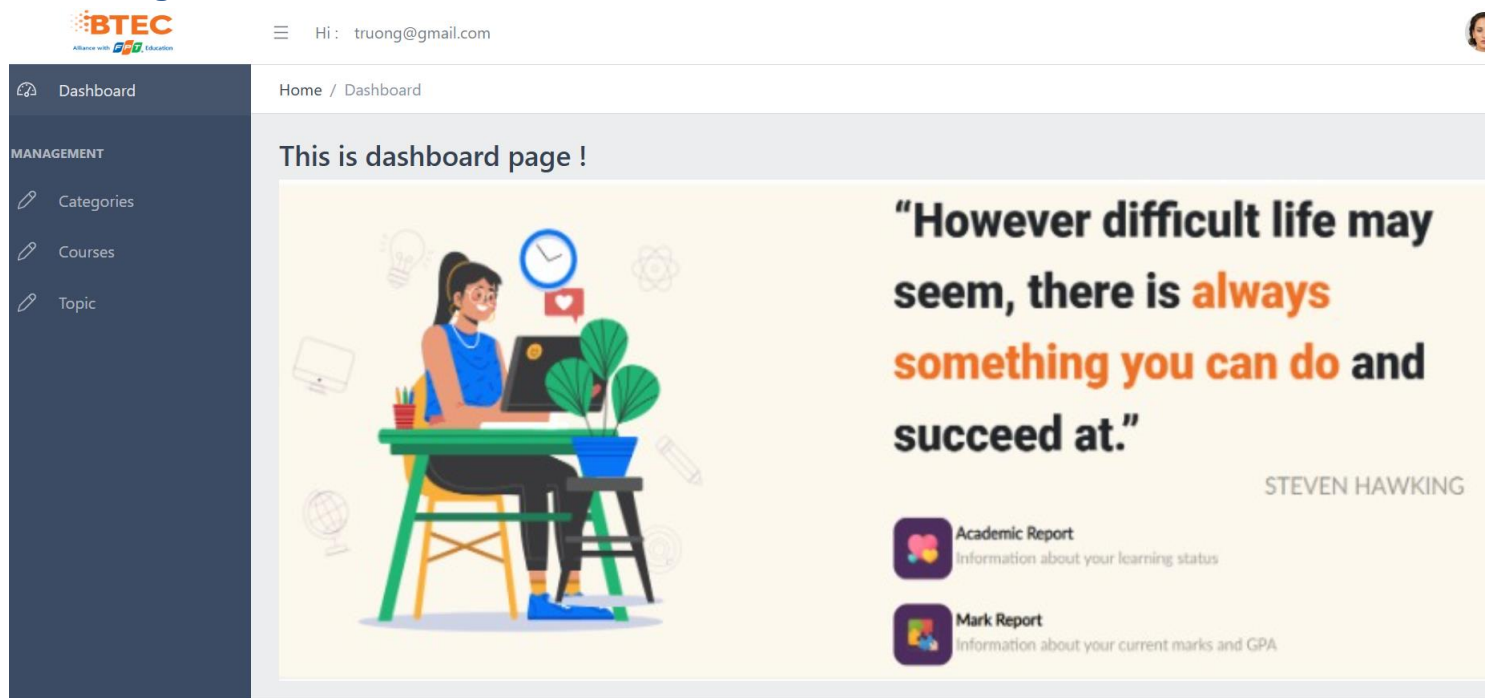 BTEC
Alliance with FPT. Education
Hi : truong@gmail.com
Dashboard
Home / Dashboard
MANAGEMENT
This is dashboard page !
Categories
Courses
Topic
“However difficult life may
seem, there is always
something you can do and
succeed at.”
STEVEN HAWKING
Academic Report
Information about your learning status
Mark Report
Information about your current marks and GPA